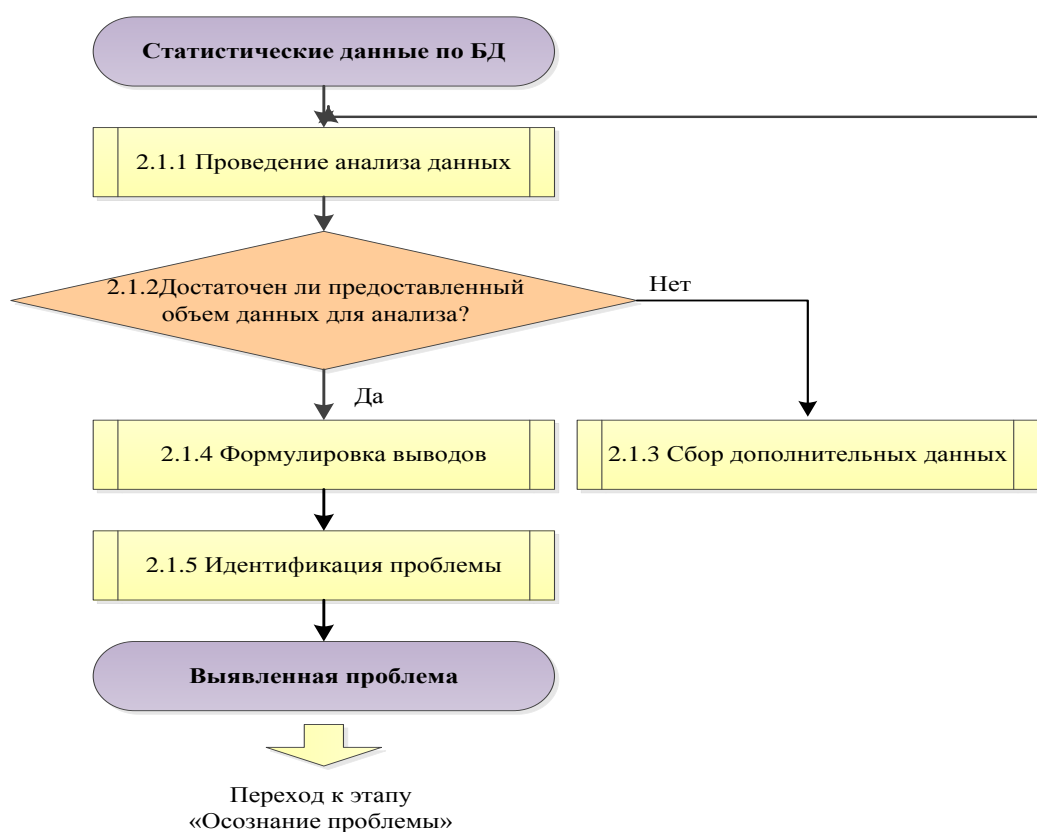 Статистические данные по БД
2.1.1 Проведение анализа данных
2.1.2Достаточен ли предоставленный
объем данных для анализа?
Нет
Да
2.1.4 Формулировка выводов
2.1.3 Сбор дополнительных данных
2.1.5 Идентификация проблемы
Выявленная проблема
Переход к этапу
«Осознание проблемы»